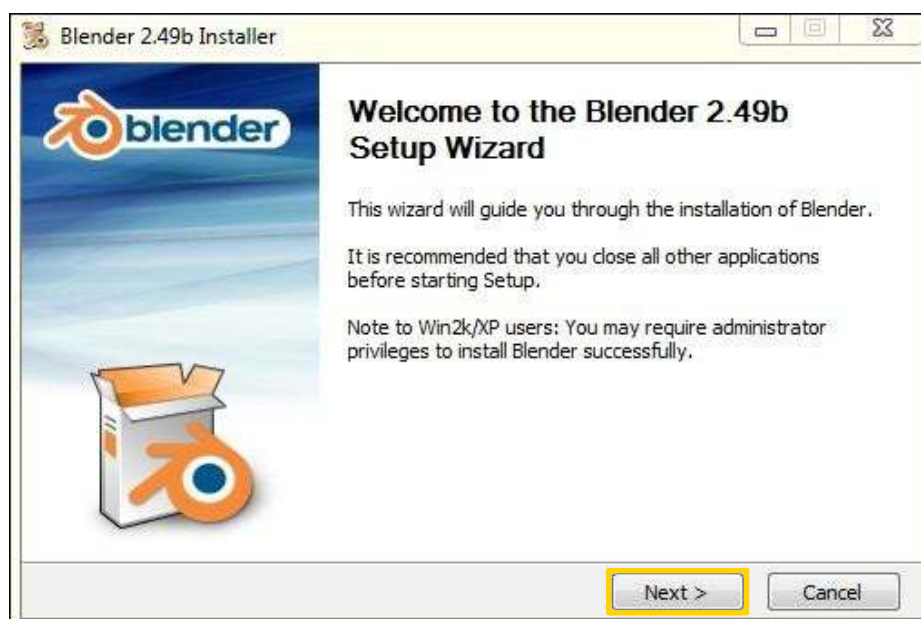 Blender 2.49b Installer
blender
Welcome to the Blender 2.49b
Setup Wizard
This wizard will guide you through the installation of Blender.
It is recommended that you close all other applications
before starting Setup.
Note to Win2k/XP users: You may require administrator
privileges to install Blender successfully.
Next >
Cancel